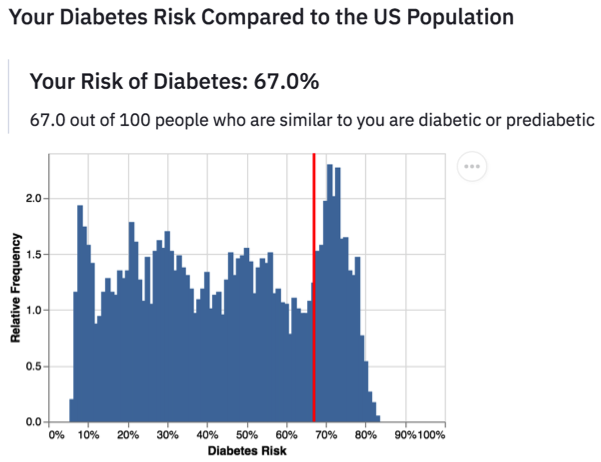 Your Diabetes Risk Compared to the US Population
Your Risk of Diabetes: 67.0%
67.0 out of 100 people who are similar to you are diabetic or prediabetic
Relative Frequency
2.0
1.5
1.0
0.5
0.0
0% 10% 20% 30% 40% 50% 60% 70% 80% 90% 100%
Diabetes Risk